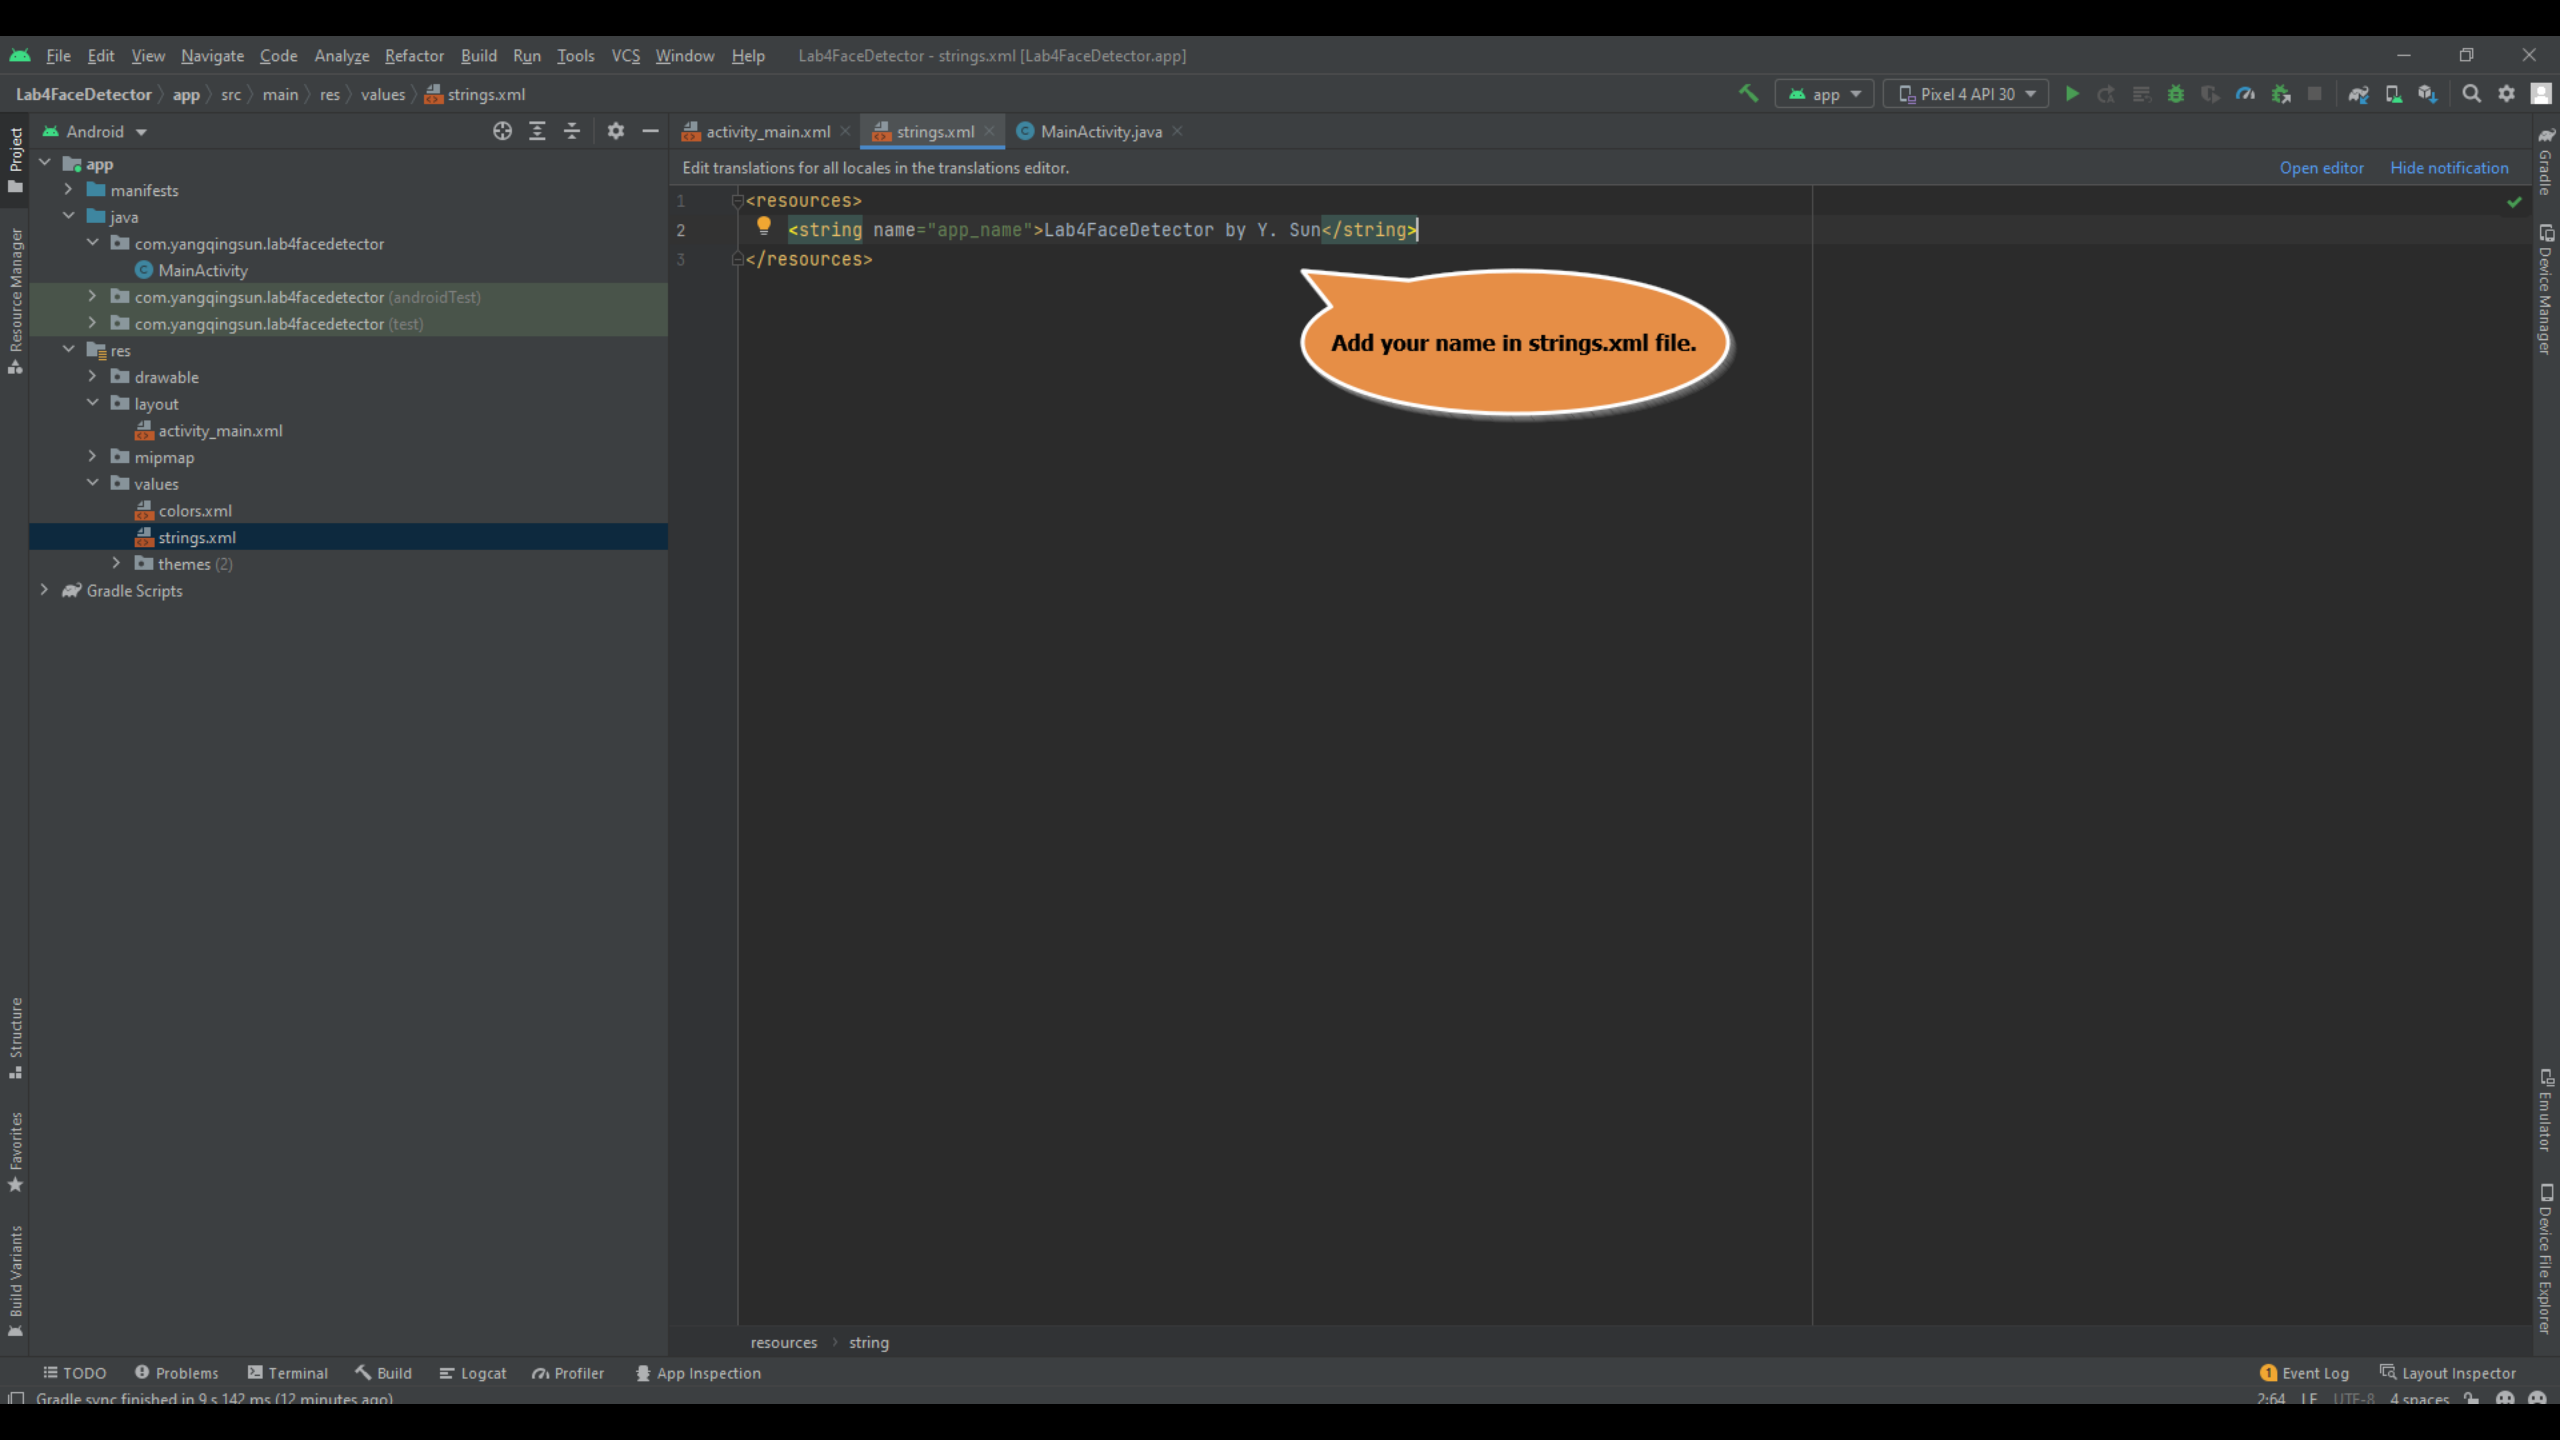 File Edit View Navigate Code Analyze Refactor Build Run Tools VCS Window Help Lab4FaceDetector - strings.xml [Lab4FaceDetector.app]
Lab4FaceDetector app src main res values strings.xml app Pixel 4 API 30
Project
Resource Manager
Structure
Favorites
Build Variants
Android
app
manifests
java
com.yangqingsun.lab4facedetector
MainActivity
com.yangqingsun.lab4facedetector (androidTest)
com.yangqingsun.lab4facedetector (test)
res
drawable
layout
activity_main.xml
mipmap
values
colors.xml
strings.xml
themes (2)
Gradle Scripts
activity_main.xml strings.xml MainActivity.java
Edit translations for all locales in the translations editor. Open editor Hide notification
1 <resources>
2 <string name="app_name">Lab4FaceDetector by Y. Sun</string>
3 </resources>
Add your name in strings.xml file.
resources string
Gradle
Device Manager
Emulator
Device File Explorer
TODO Problems Terminal Build Logcat Profiler App Inspection 1 Event Log Layout Inspector
Gradle sync finished in 9 s 142 ms (12 minutes ago) 2:64 LF UTF-8 4 spaces